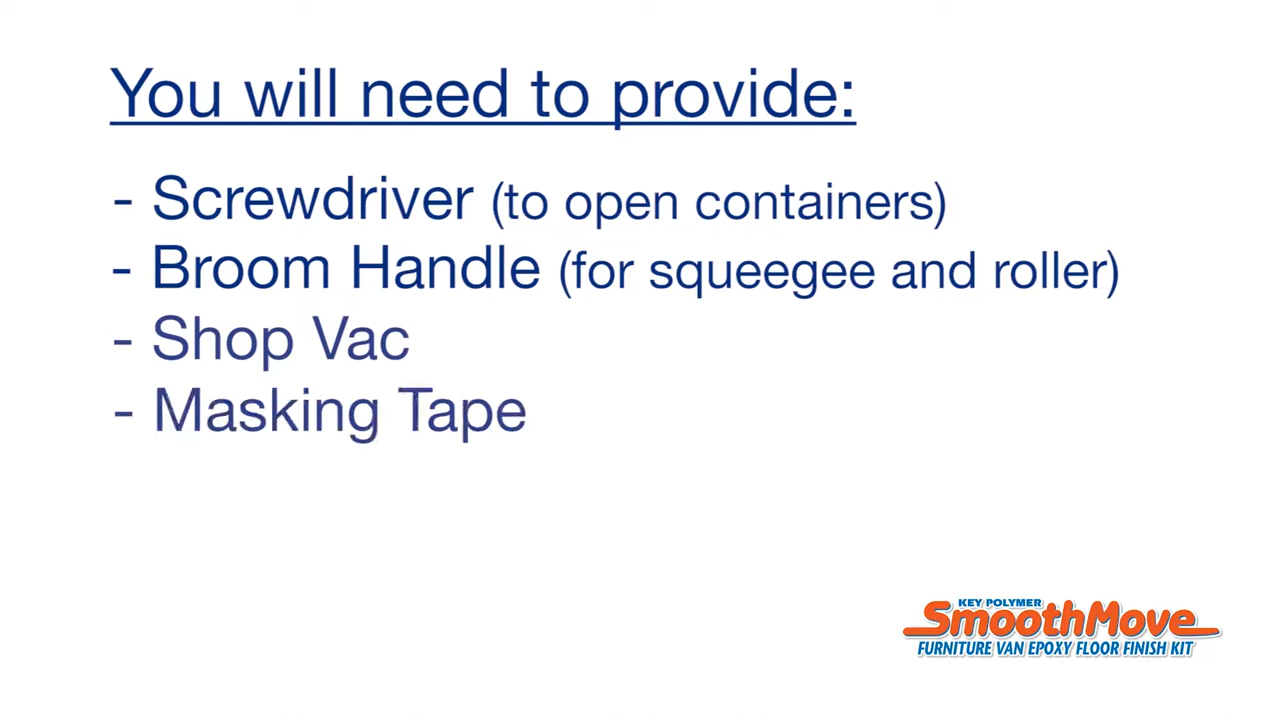 You will need to provide:
- Screwdriver (to open containers)
- Broom Handle (for squeegee and roller)
- Shop Vac
- Masking Tape
KEY POLYMER
SmoothMove
FURNITURE VAN EPOXY FLOOR FINISH KIT